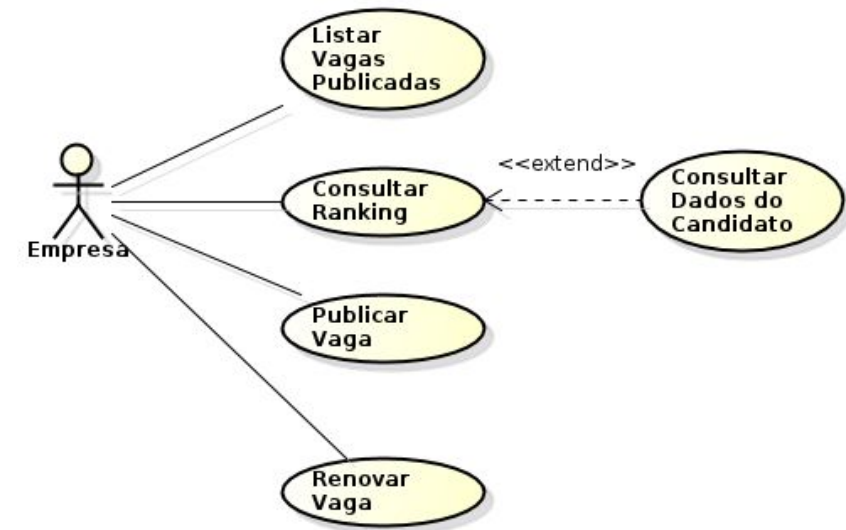 Listar
Vagas
Publicadas
<<extend>>
Consultar
Ranking
Consultar
Dados do
Candidato
Empresa
Publicar
Vaga
Renovar
Vaga